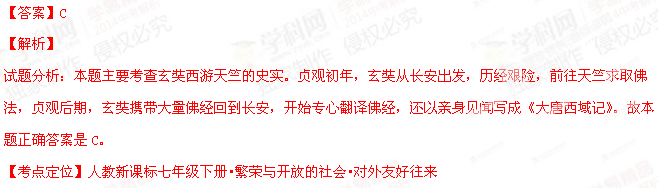 【答案】C
【解析】
试题分析：本题主要考查玄奘西游天竺的史实。贞观初年，玄奘从长安出发，历经艰险，前往天竺求取佛
法，贞观后期，玄奘携带大量佛经回到长安，开始专心翻译佛经，还以亲身见闻写成《大唐西域记》。故本
题正确答案是 C。
【考点定位】人教新课标七年级下册•繁荣与开放的社会•对外友好往来